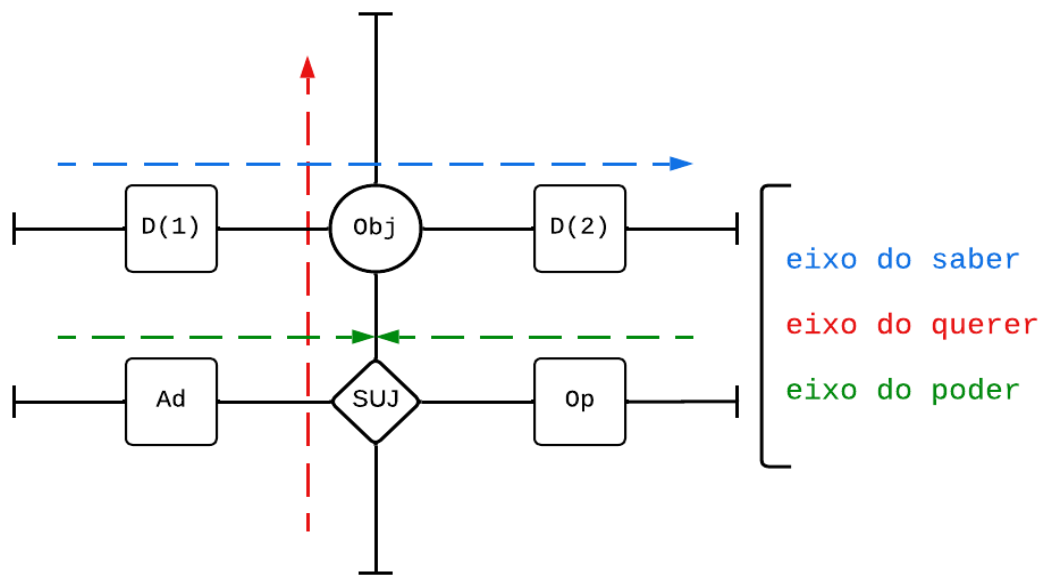 D(1)
Obj
D(2)
Ad
SUJ
Op
eixo do saber
eixo do querer
eixo do poder